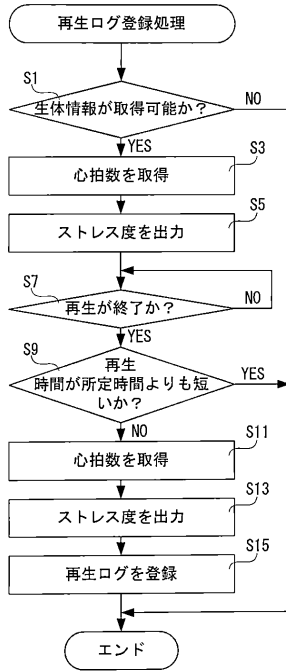 再生ログ登録処理
S1
生体情報が取得可能か?
NO
YES
S3
心拍数を取得
S5
ストレス度を出力
S7
再生が終了か?
NO
YES
S9
再生
時間が所定時間よりも短
いか?
YES
NO
S11
心拍数を取得
S13
ストレス度を出力
S15
再生ログを登録
エンド